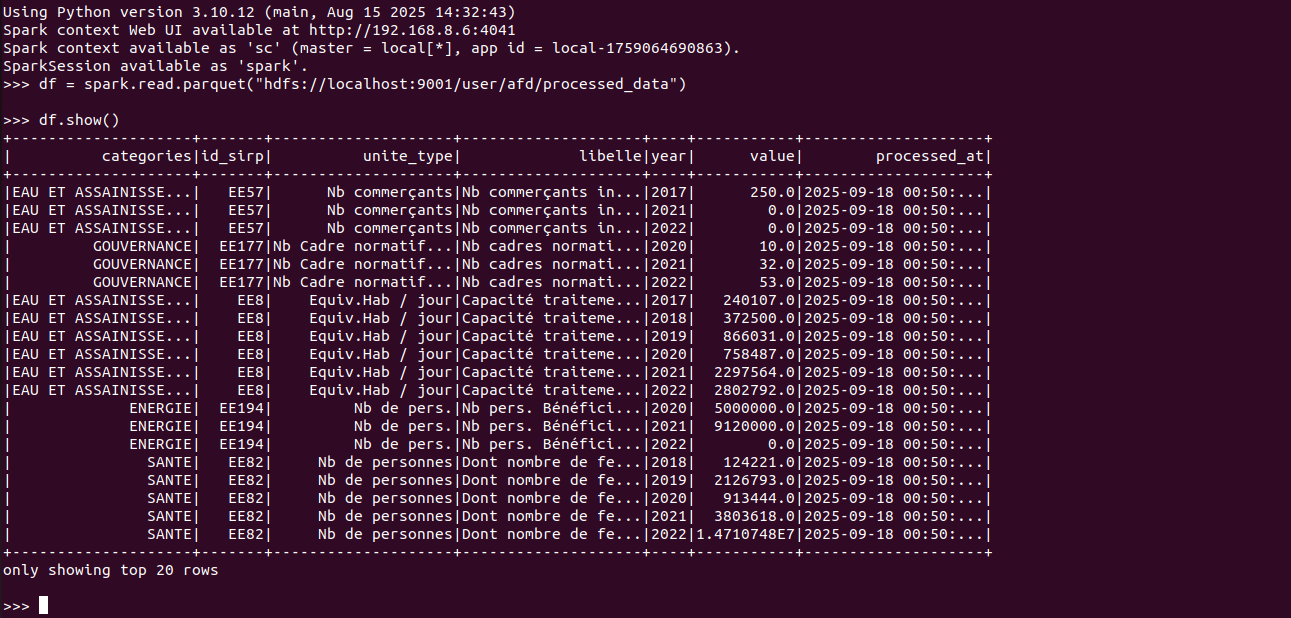 Using Python version 3.10.12 (main, Aug 15 2025 14:32:43)
Spark context Web UI available at http://192.168.8.6:4041
Spark context available as 'sc' (master = local[*], app id = local-1759064690863).
SparkSession available as 'spark'.
>>> df = spark.read.parquet("hdfs://localhost:9001/user/afd/processed_data")
>>> df.show()
+--------------------+-------+--------------------+--------------------+----+-----------+--------------------+
|          categories|id_sirp|          unite_type|             libelle|year|      value|        processed_at|
+--------------------+-------+--------------------+--------------------+----+-----------+--------------------+
|EAU ET ASSAINISSE...|   EE57|      Nb commerçants|Nb commerçants in...|2017|      250.0|2025-09-18 00:50:...|
|EAU ET ASSAINISSE...|   EE57|      Nb commerçants|Nb commerçants in...|2021|        0.0|2025-09-18 00:50:...|
|EAU ET ASSAINISSE...|   EE57|      Nb commerçants|Nb commerçants in...|2022|        0.0|2025-09-18 00:50:...|
|         GOUVERNANCE|  EE177|Nb Cadre normatif...|Nb cadres normati...|2020|       10.0|2025-09-18 00:50:...|
|         GOUVERNANCE|  EE177|Nb Cadre normatif...|Nb cadres normati...|2021|       32.0|2025-09-18 00:50:...|
|         GOUVERNANCE|  EE177|Nb Cadre normatif...|Nb cadres normati...|2022|       53.0|2025-09-18 00:50:...|
|EAU ET ASSAINISSE...|    EE8|    Equiv.Hab / jour|Capacité traiteme...|2017|   240107.0|2025-09-18 00:50:...|
|EAU ET ASSAINISSE...|    EE8|    Equiv.Hab / jour|Capacité traiteme...|2018|   372500.0|2025-09-18 00:50:...|
|EAU ET ASSAINISSE...|    EE8|    Equiv.Hab / jour|Capacité traiteme...|2019|   866031.0|2025-09-18 00:50:...|
|EAU ET ASSAINISSE...|    EE8|    Equiv.Hab / jour|Capacité traiteme...|2020|   758487.0|2025-09-18 00:50:...|
|EAU ET ASSAINISSE...|    EE8|    Equiv.Hab / jour|Capacité traiteme...|2021|  2297564.0|2025-09-18 00:50:...|
|EAU ET ASSAINISSE...|    EE8|    Equiv.Hab / jour|Capacité traiteme...|2022|  2802792.0|2025-09-18 00:50:...|
|             ENERGIE|  EE194|         Nb de pers.|Nb pers. Bénéfici...|2020|  5000000.0|2025-09-18 00:50:...|
|             ENERGIE|  EE194|         Nb de pers.|Nb pers. Bénéfici...|2021|  9120000.0|2025-09-18 00:50:...|
|             ENERGIE|  EE194|         Nb de pers.|Nb pers. Bénéfici...|2022|        0.0|2025-09-18 00:50:...|
|               SANTE|   EE82|     Nb de personnes|Dont nombre de fe...|2018|   124221.0|2025-09-18 00:50:...|
|               SANTE|   EE82|     Nb de personnes|Dont nombre de fe...|2019|  2126793.0|2025-09-18 00:50:...|
|               SANTE|   EE82|     Nb de personnes|Dont nombre de fe...|2020|   913444.0|2025-09-18 00:50:...|
|               SANTE|   EE82|     Nb de personnes|Dont nombre de fe...|2021|  3803618.0|2025-09-18 00:50:...|
|               SANTE|   EE82|     Nb de personnes|Dont nombre de fe...|2022|1.4710748E7|2025-09-18 00:50:...|
+--------------------+-------+--------------------+--------------------+----+-----------+--------------------+
only showing top 20 rows
>>>